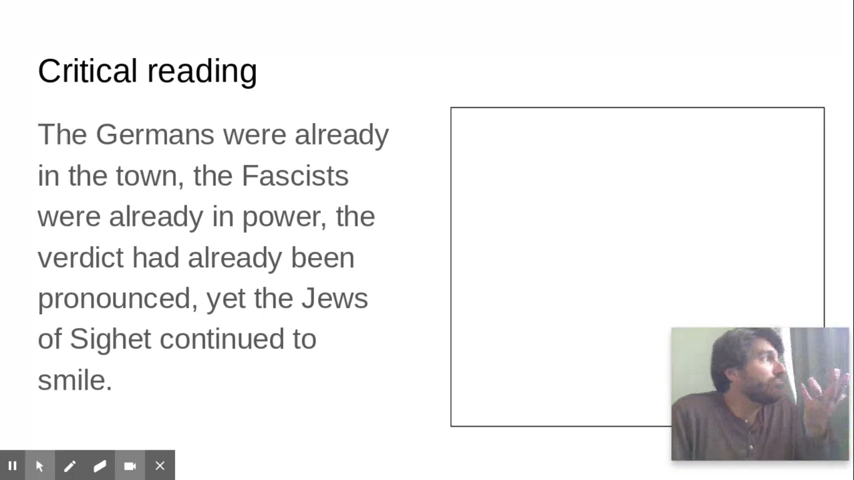 Critical reading
The Germans were already
in the town, the Fascists
were already in power, the
verdict had already been
pronounced, yet the Jews
of Sighet continued to
smile.